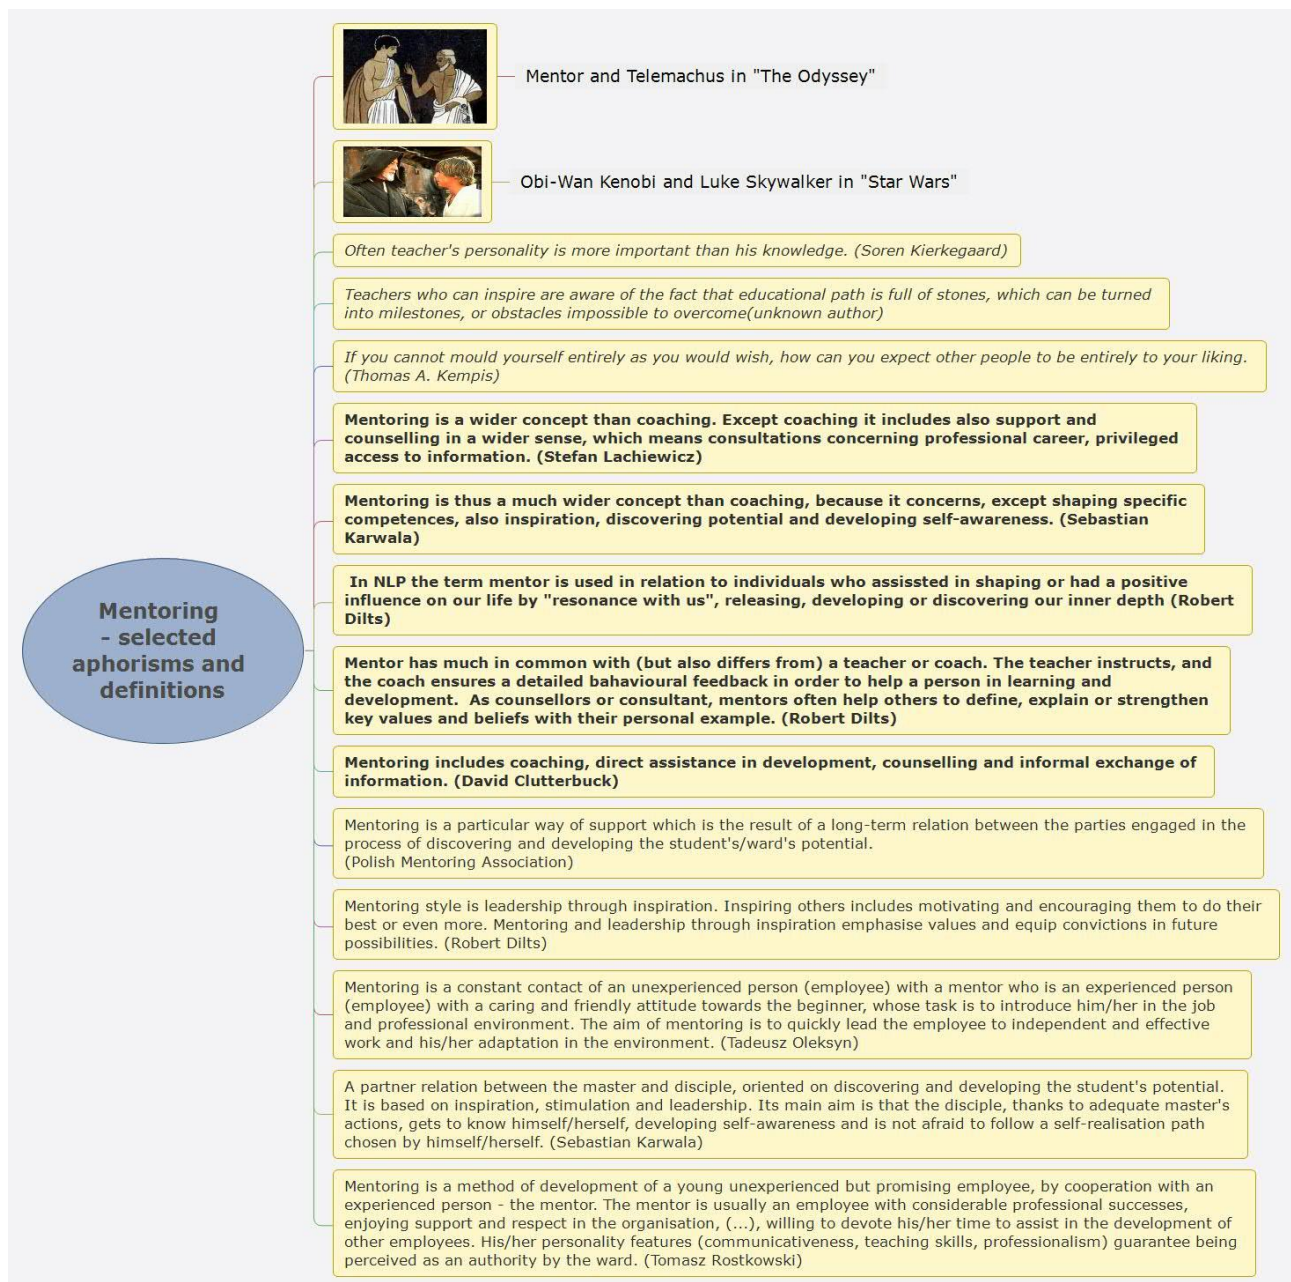 Mentor and Telemachus in "The Odyssey"
Obi-Wan Kenobi and Luke Skywalker in "Star Wars"
Often teacher's personality is more important than his knowledge. (Soren Kierkegaard)
Teachers who can inspire are aware of the fact that educational path is full of stones, which can be turned
into milestones, or obstacles impossible to overcome(unknown author)
If you cannot mould yourself entirely as you would wish, how can you expect other people to be entirely to your liking.
(Thomas A. Kempis)
Mentoring is a wider concept than coaching. Except coaching it includes also support and
counselling in a wider sense, which means consultations concerning professional career, privileged
access to information. (Stefan Lachiewicz)
Mentoring is thus a much wider concept than coaching, because it concerns, except shaping specific
competences, also inspiration, discovering potential and developing self-awareness. (Sebastian
Karwala)
In NLP the term mentor is used in relation to individuals who assissted in shaping or had a positive
influence on our life by "resonance with us", releasing, developing or discovering our inner depth (Robert
Dilts)
Mentoring
- selected
aphorisms and
definitions
Mentor has much in common with (but also differs from) a teacher or coach. The teacher instructs, and
the coach ensures a detailed bahavioural feedback in order to help a person in learning and
development.  As counsellors or consultant, mentors often help others to define, explain or strengthen
key values and beliefs with their personal example. (Robert Dilts)
Mentoring includes coaching, direct assistance in development, counselling and informal exchange of
information. (David Clutterbuck)
Mentoring is a particular way of support which is the result of a long-term relation between the parties engaged in the
process of discovering and developing the student's/ward's potential.
(Polish Mentoring Association)
Mentoring style is leadership through inspiration. Inspiring others includes motivating and encouraging them to do their
best or even more. Mentoring and leadership through inspiration emphasise values and equip convictions in future
possibilities. (Robert Dilts)
Mentoring is a constant contact of an unexperienced person (employee) with a mentor who is an experienced person
(employee) with a caring and friendly attitude towards the beginner, whose task is to introduce him/her in the job
and professional environment. The aim of mentoring is to quickly lead the employee to independent and effective
work and his/her adaptation in the environment. (Tadeusz Oleksyn)
A partner relation between the master and disciple, oriented on discovering and developing the student's potential.
It is based on inspiration, stimulation and leadership. Its main aim is that the disciple, thanks to adequate master's
actions, gets to know himself/herself, developing self-awareness and is not afraid to follow a self-realisation path
chosen by himself/herself. (Sebastian Karwala)
Mentoring is a method of development of a young unexperienced but promising employee, by cooperation with an
experienced person - the mentor. The mentor is usually an employee with considerable professional successes,
enjoying support and respect in the organisation, (...), willing to devote his/her time to assist in the development of
other employees. His/her personality features (communicativeness, teaching skills, professionalism) guarantee being
perceived as an authority by the ward. (Tomasz Rostkowski)